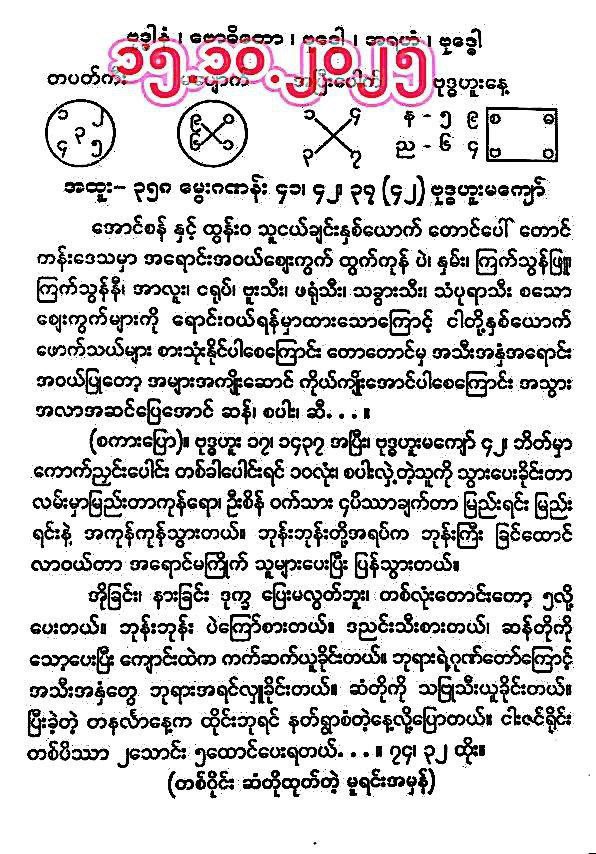 ဗုဒ္ဓါနံ ၊ ဗောဓိတော ၊ ဗုဒ္ဓေါ ၊ အရဟံ ၊ ဗုဒ္ဓေါ
၁၅.၁၀.၂၀၂၅
တပတ်ကီး အပြီးပေါက် ဗုဒ္ဓဟူးနေ့
၁ ၂ ၃ ၄ ၅
၉ ၀ ၆ ၁
၁ ၄ ၃ ၇
န - ၅ ၉
ည - ၆ ၄
စ ဓ ဗ ဝ
အထူး- ၃၅၈ မွေးဂဏန်း ၄၁၊ ၄၂၊ ၃၇ (၄၂) ဗုဒ္ဓဟူးမကျော်
အောင်စန် နှင့် ထွန်းဝ သူငယ်ချင်းနှစ်ယောက် တောင်ပေါ် တောင်
ကန်းဒေသမှာ အရောင်းအဝယ်ဈေးကွက် ထွက်ကုန် ပဲ၊ နှမ်း၊ ကြက်သွန်ဖြူ၊
ကြက်သွန်နီ၊ အာလူး၊ ငရုပ်၊ ဗူးသီး၊ ဖရုံသီး၊ သခွားသီး၊ သံပုရာသီး စသော
ဈေးကွက်များကို ရောင်းဝယ်ရန်မှာထားသောကြောင့် ငါတို့နှစ်ယောက်
ဖောက်သယ်များ စားသုံးနိုင်ပါစေကြောင်း တောတောင်မှ အသီးအနှံအရောင်း
အဝယ်ပြုတော့ အများအကျိုးဆောင် ကိုယ်ကျိုးအောင်ပါစေကြောင်း အသွား
အလာအဆင်ပြေအောင် ဆန်၊ စပါး၊ ဆီ. . . ။
(စကားပြော)။ ဗုဒ္ဓဟူး ၁၇၊ ၁၄၃၇ အပြီး၊ ဗုဒ္ဓဟူးမကျော် ၄၂၊ ဘိတ်မှာ
ကောက်ညှင်းပေါင်း တစ်ခါပေါင်းရင် ၁၀လုံး၊ စပါးလှဲ့တဲ့သူကို သွားပေးခိုင်းတာ
လမ်းမှာမြည်းတာကုန်ရော၊ ဦးစိန် ဝက်သား ၄ပိဿာချက်တာ မြည်းရင်း မြည်း
ရင်းနဲ့ အကုန်ကုန်သွားတယ်။ ဘုန်းဘုန်းတို့အရပ်က ဘုန်းကြီး ခြင်ထောင်
လာဝယ်တာ အရောင်မကြိုက် သူများပေးပြီး ပြန်သွားတယ်။
အိုခြင်း၊ နားခြင်း ဒုက္ခ ပြေးမလွတ်ဘူး၊ တစ်လုံးတောင်းတော့ ၅လို့
ပေးတယ်။ ဘုန်းဘုန်း ပဲကြော်စားတယ်။ ဒညင်းသီးစားတယ်၊ ဆန်တိုကို
သော့ပေးပြီး ကျောင်းထဲက ကက်ဆက်ယူခိုင်းတယ်။ ဘုရားရဲ့ဂုဏ်တော်ကြောင့်
အသီးအနှံတွေ ဘုရားအရင်လှူခိုင်းတယ်။ ဆံတိုကို သဗြုသီးယူခိုင်းတယ်။
ပြီးခဲ့တဲ့ တနင်္လာနေ့က ထိုင်းဘုရင် နတ်ရွာစံတဲ့နေ့လို့ပြောတယ်။ ငါးဇင်ရိုင်း
တစ်ပိဿာ ၂သောင်း ၅ထောင်ပေးရတယ်. . . ။ ၇၄၊ ၃၂ ထိုး။
(တစ်ဝိုင်း ဆံတိုထုတ်တဲ့ မူရင်းအမှန်)